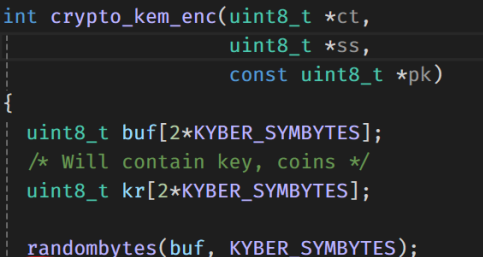 int crypto_kem_enc(uint8_t *ct,
                   uint8_t *ss,
                   const uint8_t *pk)
{
  uint8_t buf[2*KYBER_SYMBYTES];
  /* Will contain key, coins */
  uint8_t kr[2*KYBER_SYMBYTES];

  randombytes(buf, KYBER_SYMBYTES);